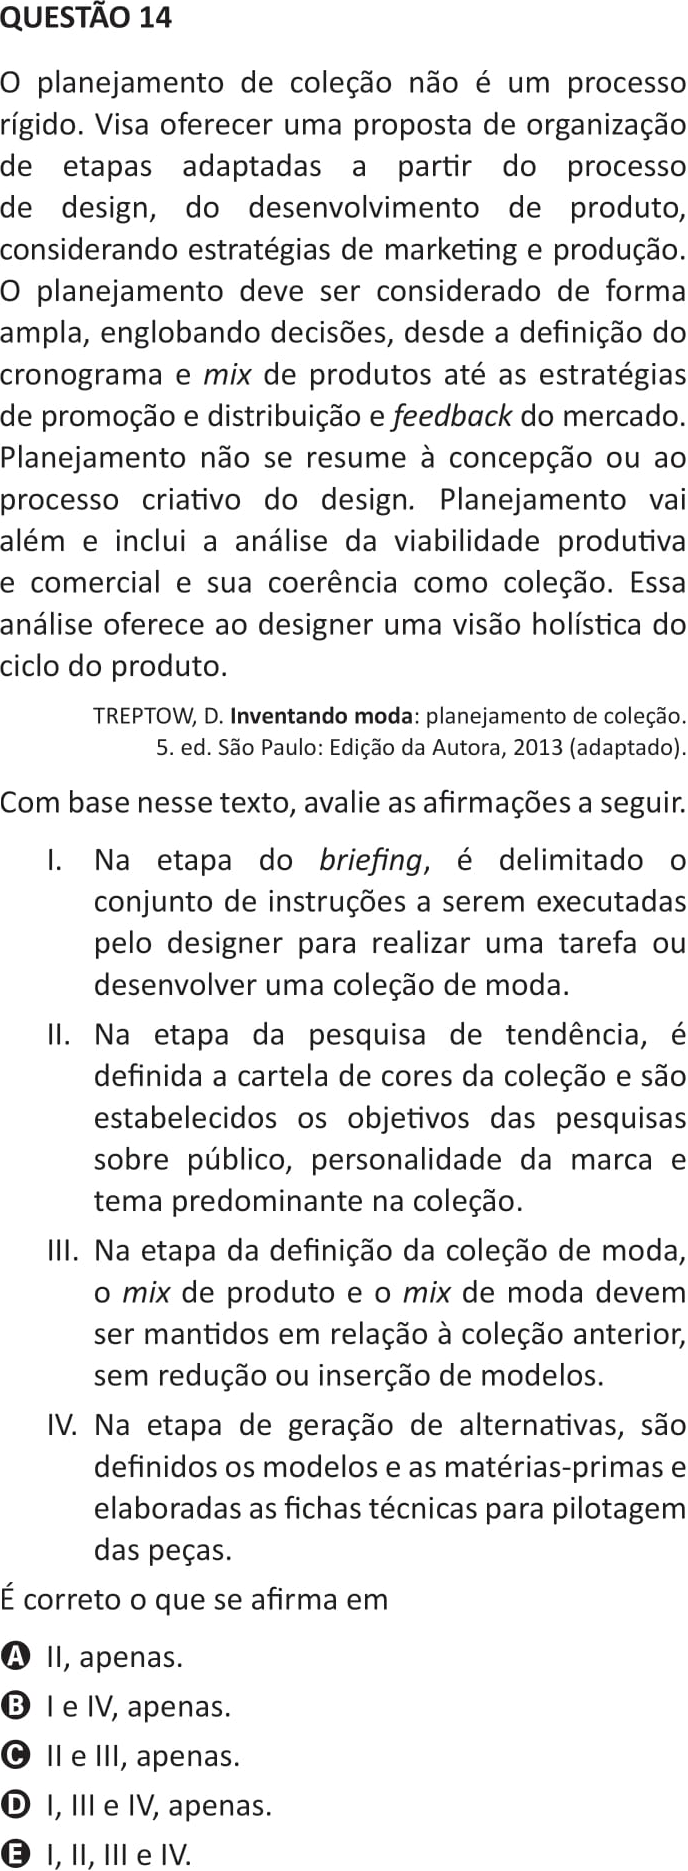 QUESTÃO 14
O planejamento de coleção não é um processo
rígido. Visa oferecer uma proposta de organização
de etapas adaptadas a partir do processo
de design, do desenvolvimento de produto,
considerando estratégias de marketing e produção.
O planejamento deve ser considerado de forma
ampla, englobando decisões, desde a definição do
cronograma e mix de produtos até as estratégias
de promoção e distribuição e feedback do mercado.
Planejamento não se resume à concepção ou ao
processo criativo do design. Planejamento vai
além e inclui a análise da viabilidade produtiva
e comercial e sua coerência como coleção. Essa
análise oferece ao designer uma visão holística do
ciclo do produto.
TREPTOW, D. Inventando moda: planejamento de coleção.
5. ed. São Paulo: Edição da Autora, 2013 (adaptado).
Com base nesse texto, avalie as afirmações a seguir.
I. Na etapa do briefing, é delimitado o
conjunto de instruções a serem executadas
pelo designer para realizar uma tarefa ou
desenvolver uma coleção de moda.
II. Na etapa da pesquisa de tendência, é
definida a cartela de cores da coleção e são
estabelecidos os objetivos das pesquisas
sobre público, personalidade da marca e
tema predominante na coleção.
III. Na etapa da definição da coleção de moda,
o mix de produto e o mix de moda devem
ser mantidos em relação à coleção anterior,
sem redução ou inserção de modelos.
IV. Na etapa de geração de alternativas, são
definidos os modelos e as matérias-primas e
elaboradas as fichas técnicas para pilotagem
das peças.
É correto o que se afirma em
A II, apenas.
B I e IV, apenas.
C II e III, apenas.
D I, III e IV, apenas.
E I, II, III e IV.